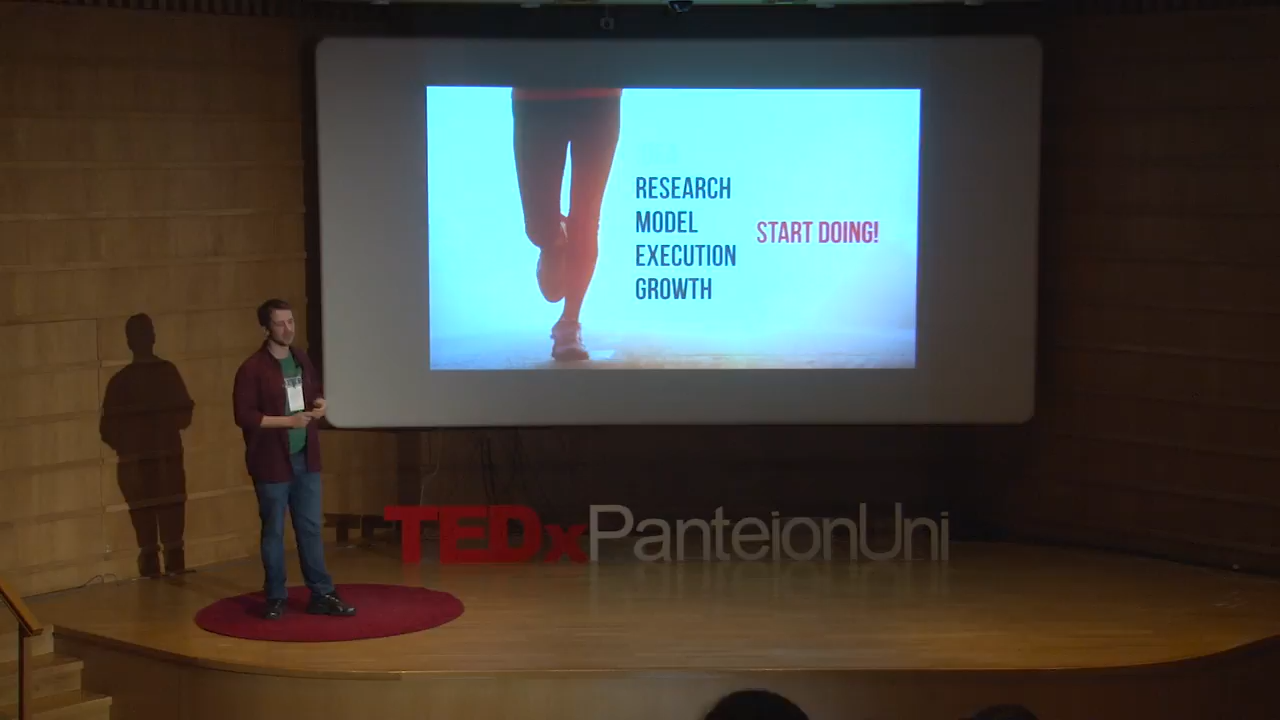 RESEARCH
MODEL
EXECUTION
GROWTH
START DOING!
TEDxPanteionUni